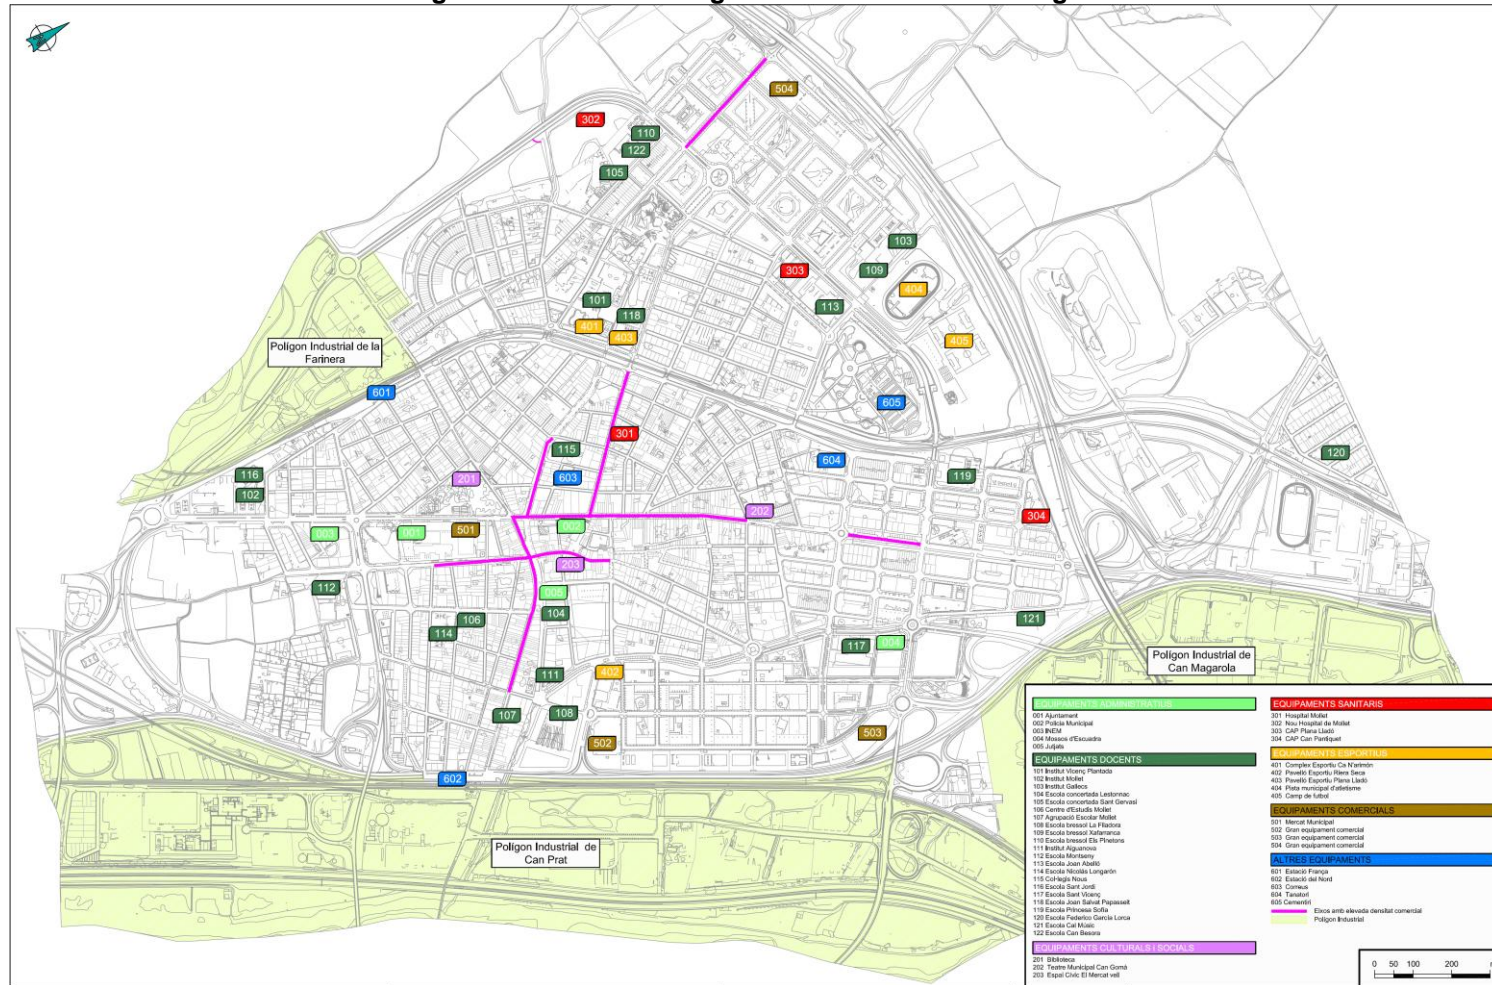 504
302
110
122
105
103
303
109
404
101
113
118
401
403
405
Polígon Industrial de la
Farinera
601
605
301
115
604
120
116
201
603
119
102
202
304
003
001
501
002
203
112
005
104
106
121
114
117
004
Polígon Industrial de
Can Magarola
111
402
107
108
503
502
602
Polígon Industrial de
Can Prat
EQUIPAMENTS ADMINISTRATIUS
001 Ajuntament
002 Policia Municipal
003 INEM
004 Mossos d'Escuadra
005 Jutjats
EQUIPAMENTS DOCENTS
101 Institut Vicenç Plantada
102 Institut Mollet
103 Institut Gallecs
104 Escola concertada Lestonnac
105 Escola concertada Sant Gervasi
106 Centre d'Estudis Mollet
107 Agrupació Escolar Mollet
108 Escola bressol La Filadora
109 Escola bressol Xafarranca
110 Escola bressol Els Pinetons
111 Institut Aiguanova
112 Escola Montseny
113 Escola Joan Abelló
114 Escola Nicolás Longarón
115 Col·legis Nous
116 Escola Sant Jordi
117 Escola Sant Vicenç
118 Escola Joan Salvat Papasseit
119 Escola Princesa Sofia
120 Escola Federico García Lorca
121 Escola Cal Músic
122 Escola Can Besora
EQUIPAMENTS CULTURALS I SOCIALS
201 Biblioteca
202 Teatre Municipal Can Gomà
203 Espai Cívic El Mercat vell
EQUIPAMENTS SANITARIS
301 Hospital Mollet
302 Nou Hospital de Mollet
303 CAP Plana Lladó
304 CAP Can Pantiquet
EQUIPAMENTS ESPORTIUS
401 Complex Esportiu Ca N'arimón
402 Pavelló Esportiu Riera Seca
403 Pavelló Esportiu Plana Lladó
404 Pista municipal d'atletisme
405 Camp de futbol
EQUIPAMENTS COMERCIALS
501 Mercat Municipal
502 Gran equipament comercial
503 Gran equipament comercial
504 Gran equipament comercial
ALTRES EQUIPAMENTS
601 Estació França
602 Estació del Nord
603 Correus
604 Tanatori
605 Cementiri
Eixos amb elevada densitat comercial
Polígon Industrial
0 50 100 200